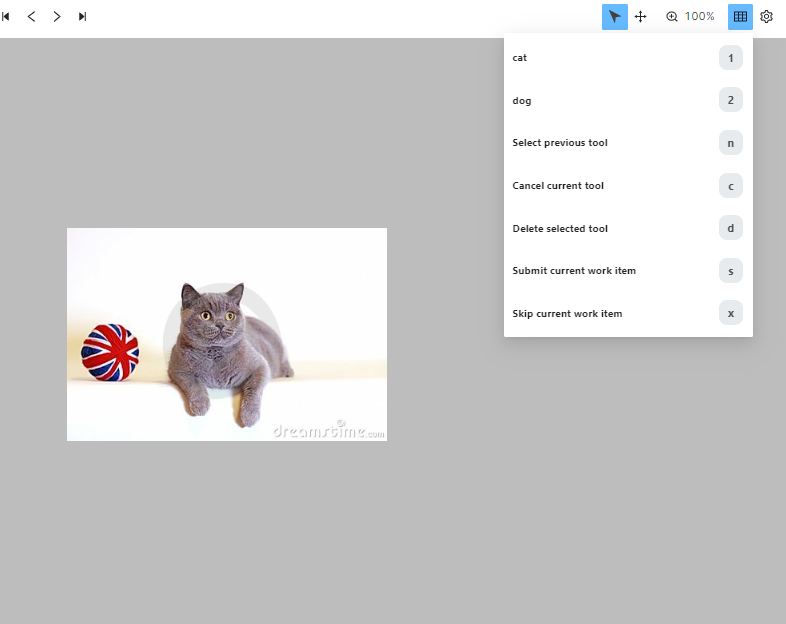 100%
cat 1
dog 2
Select previous tool n
Cancel current tool c
Delete selected tool d
Submit current work item s
Skip current work item x
dreamstime.com